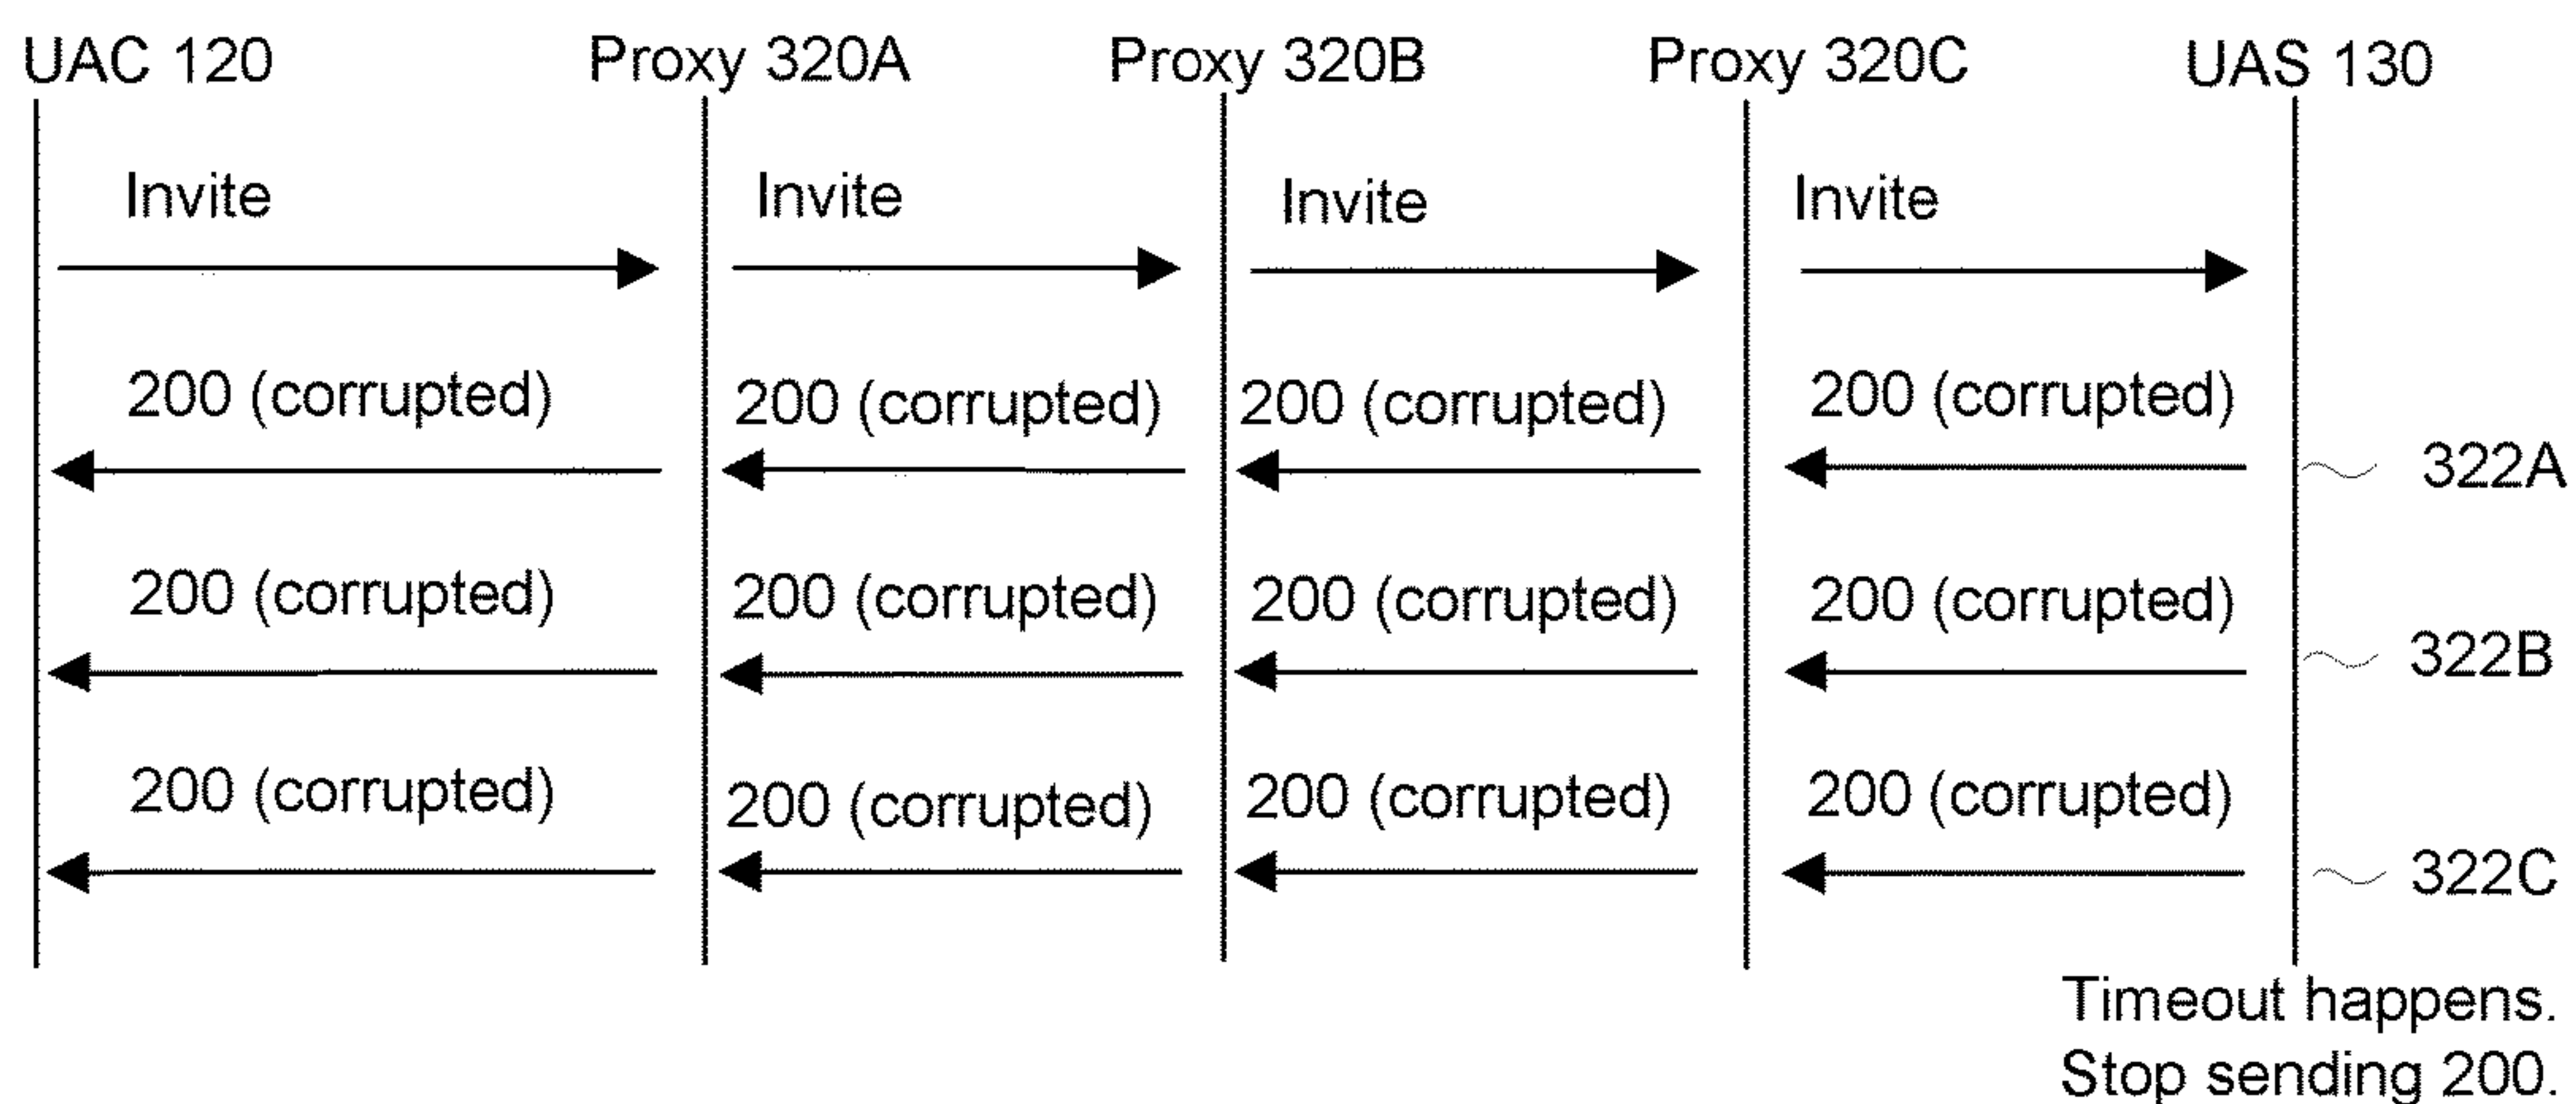 UAC 120 Proxy 320A Proxy 320B Proxy 320C UAS 130
Invite Invite Invite Invite
200 (corrupted) 200 (corrupted) 200 (corrupted) 200 (corrupted)
322A
200 (corrupted) 200 (corrupted) 200 (corrupted) 200 (corrupted)
322B
200 (corrupted) 200 (corrupted) 200 (corrupted) 200 (corrupted)
322C
Timeout happens.
Stop sending 200.